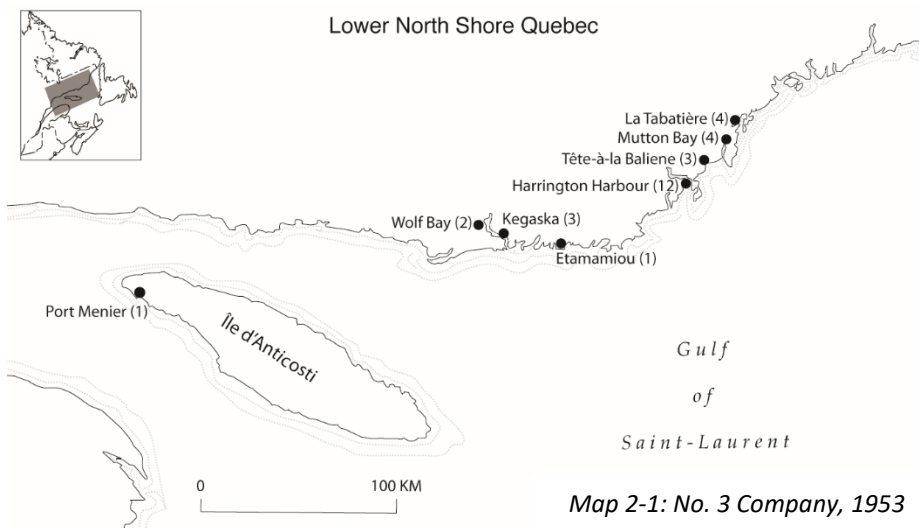 Lower North Shore Quebec
La Tabatière (4)
Mutton Bay (4)
Tête-à-la Baliene (3)
Harrington Harbour (12)
Wolf Bay (2)
Kegaska (3)
Etamamiou (1)
Port Menier (1)
Île d'Anticosti
Gulf
of
Saint-Laurent
0 100 KM
Map 2-1: No. 3 Company, 1953